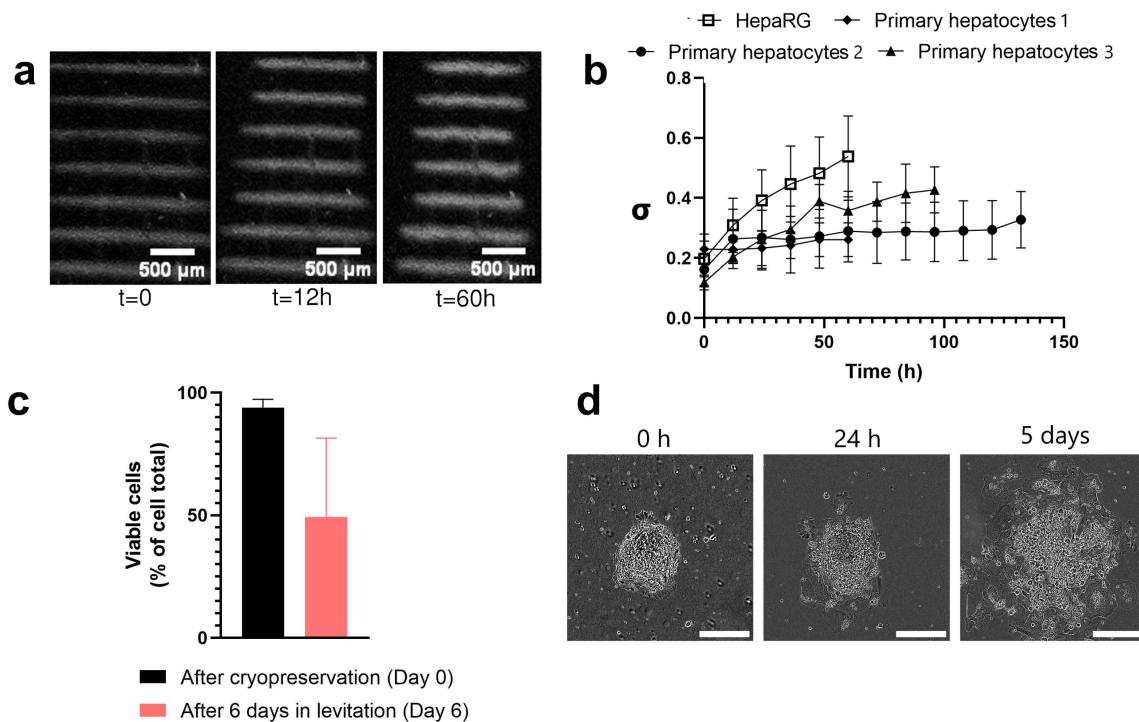 HepaRG Primary hepatocytes 1
Primary hepatocytes 2 Primary hepatocytes 3
a
500 µm 500 µm 500 µm
t=0 t=12h t=60h
b
0.8
0.6
σ 0.4
0.2
0.0
0 50 100 150
Time (h)
c
Viable cells
(% of cell total)
100
50
0
After cryopreservation (Day 0)
After 6 days in levitation (Day 6)
d
0 h 24 h 5 days